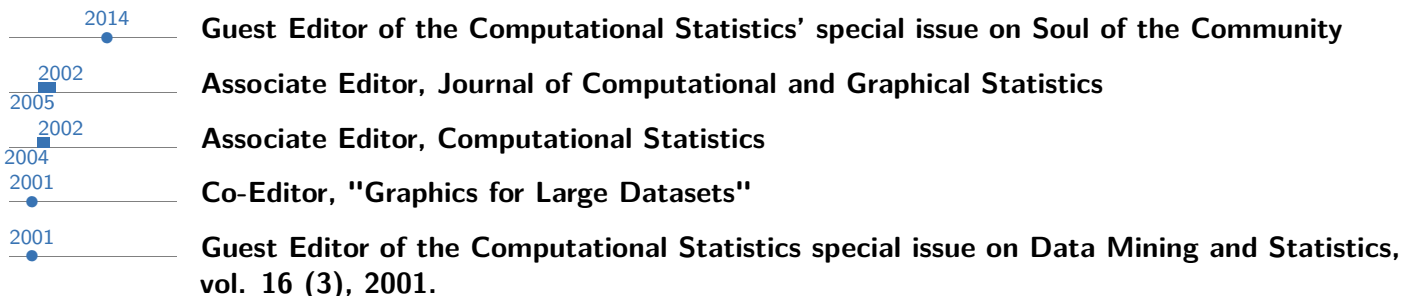 2014
Guest Editor of the Computational Statistics' special issue on Soul of the Community
2002
Associate Editor, Journal of Computational and Graphical Statistics
2005
2002
Associate Editor, Computational Statistics
2004
2001
Co-Editor, "Graphics for Large Datasets"
2001
Guest Editor of the Computational Statistics special issue on Data Mining and Statistics,
vol. 16 (3), 2001.